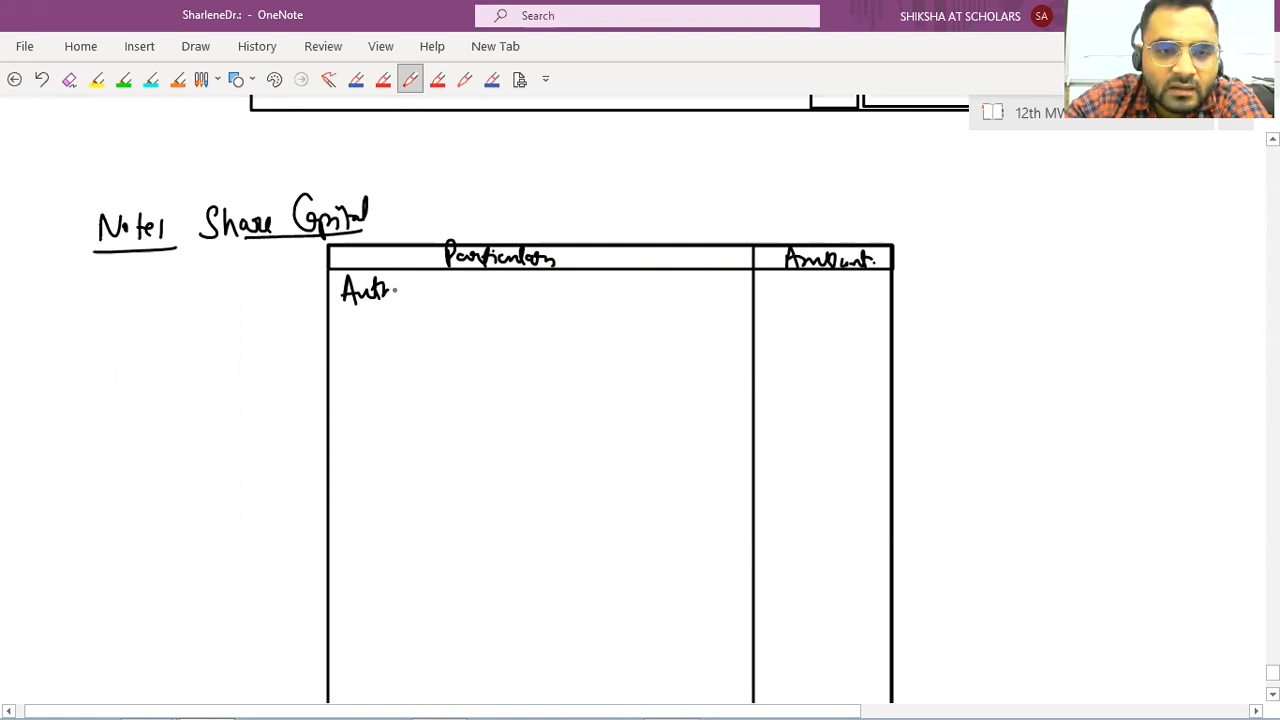 SharleneDr.: - OneNote
Search
SHIKSHA AT SCHOLARS SA
File Home Insert Draw History Review View Help New Tab
12th MW
Note1 Share Capital
Particulars Amount.
Auth